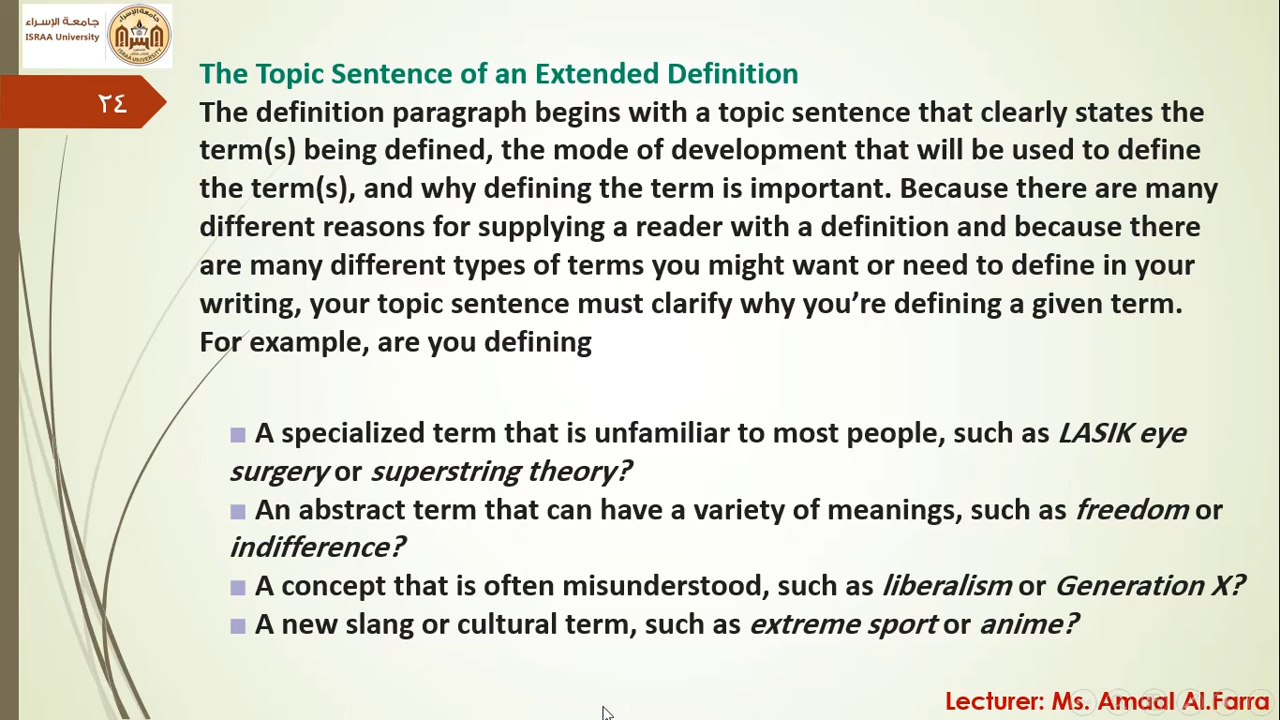 جامعة الإسراء
ISRAA University
٢٤
The Topic Sentence of an Extended Definition
The definition paragraph begins with a topic sentence that clearly states the
term(s) being defined, the mode of development that will be used to define
the term(s), and why defining the term is important. Because there are many
different reasons for supplying a reader with a definition and because there
are many different types of terms you might want or need to define in your
writing, your topic sentence must clarify why you’re defining a given term.
For example, are you defining
■ A specialized term that is unfamiliar to most people, such as LASIK eye
surgery or superstring theory?
■ An abstract term that can have a variety of meanings, such as freedom or
indifference?
■ A concept that is often misunderstood, such as liberalism or Generation X?
■ A new slang or cultural term, such as extreme sport or anime?
Lecturer: Ms. Amaal Al.Farra